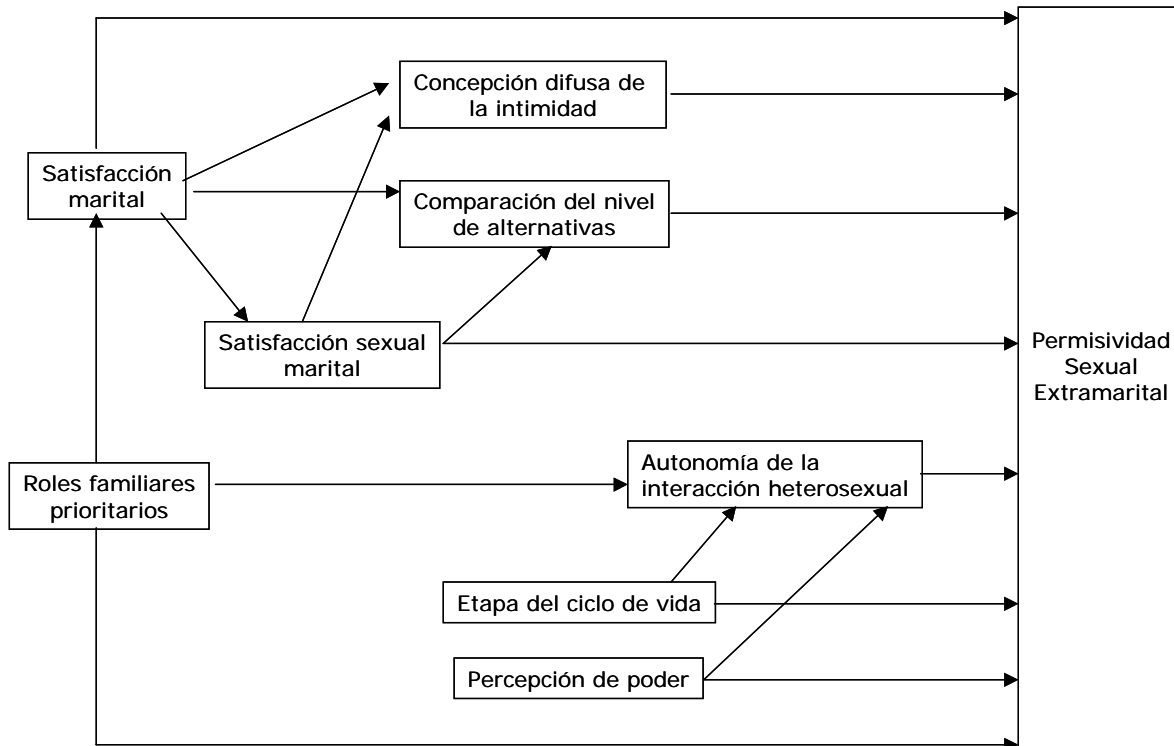 Concepción difusa de
la intimidad
Satisfacción
marital
Comparación del nivel
de alternativas
Satisfacción sexual
marital
Permisividad
Sexual
Extramarital
Roles familiares
prioritarios
Autonomía de la
interacción heterosexual
Etapa del ciclo de vida
Percepción de poder